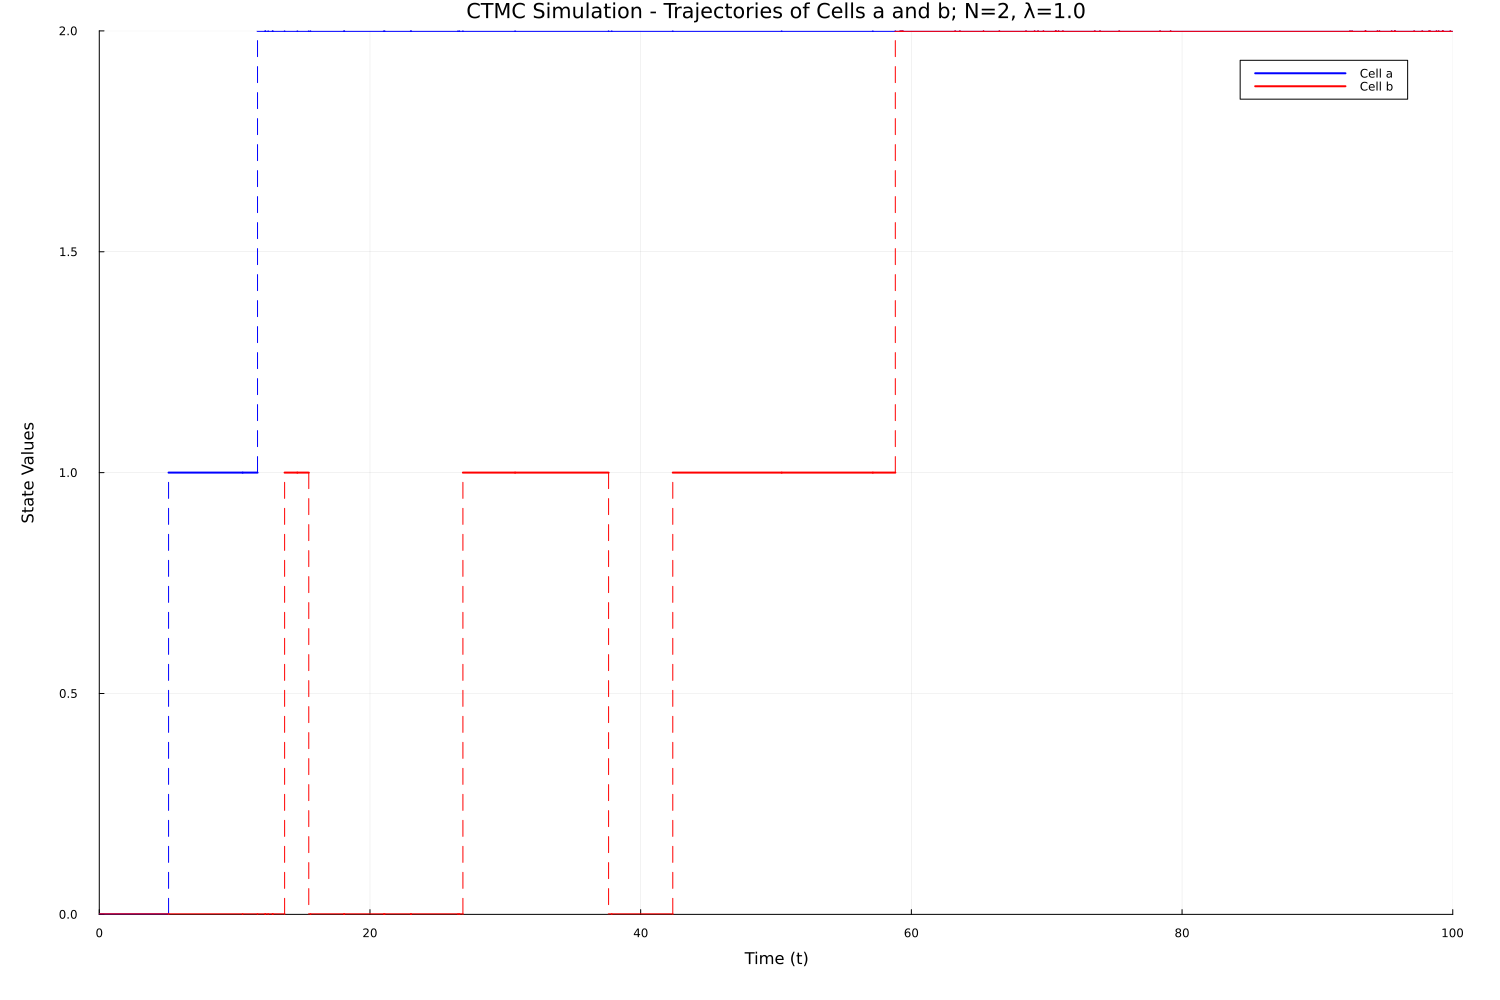 CTMC Simulation - Trajectories of Cells a and b; N=2, λ=1.0
2.0
Cell a
Cell b
1.5
1.0
State Values
0.5
0.0
0 20 40 60 80 100
Time (t)